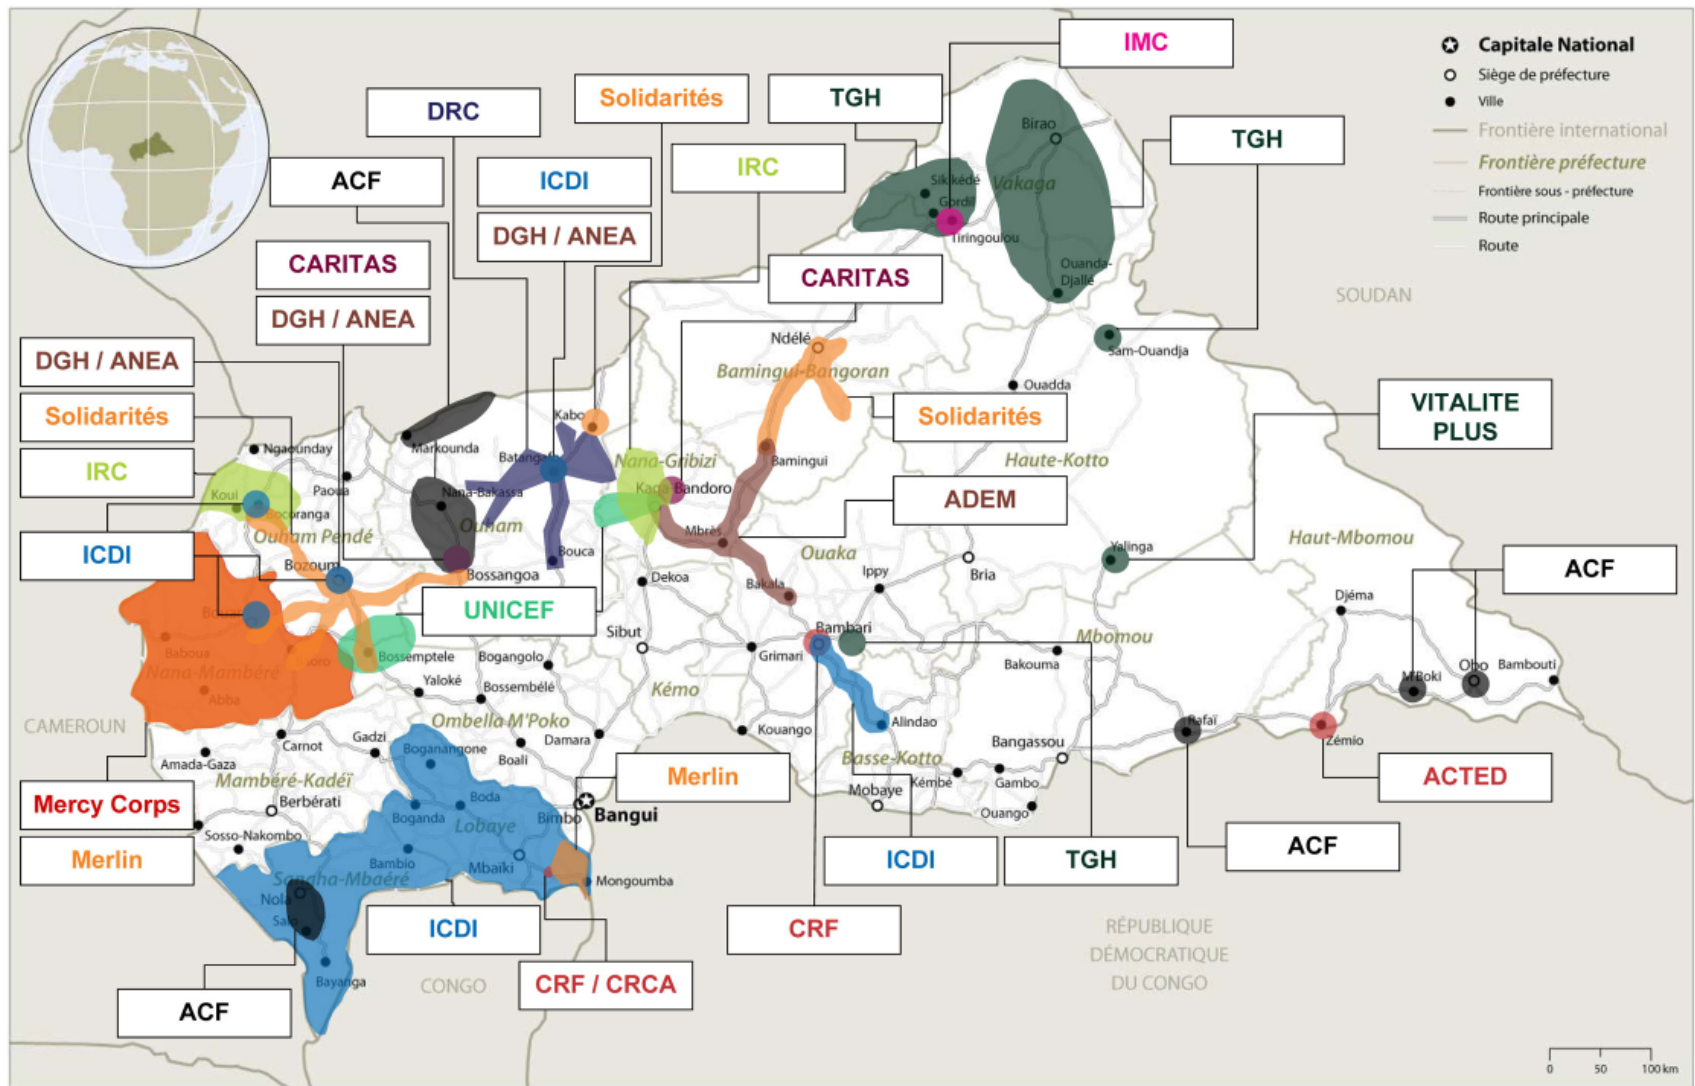 IMC
Capitale National
Siège de préfecture
Ville
Frontière international
Frontière préfecture
Frontière sous - préfecture
Route principale
Route
Solidarités
TGH
DRC
TGH
IRC
ACF
ICDI
DGH / ANEA
CARITAS
DGH / ANEA
CARITAS
DGH / ANEA
Solidarités
IRC
ICDI
Solidarités
VITALITE
PLUS
ADEM
ACF
UNICEF
Mercy Corps
Merlin
Merlin
ACTED
ACF
ICDI
TGH
ICDI
CRF
CRF / CRCA
ACF
Birao
Vakaga
Sikikédé
Gordil
Tiringoulou
Ouanda-
Djallé
SOUDAN
Sam-Ouandja
Ndélé
Bamingui-Bangoran
Ouadda
Kabo
Markounda
Ngaounday
Batangafo
Nana-Gribizi
Bamingui
Haute-Kotto
Paoua
Nana-Bakassa
Kaga Bandoro
Koui
Bocoranga
Ouham
Ouham Pendé
Mbrès
Ouaka
Haut-Mbomou
Bouca
Yalinga
Bozoum
Bossangoa
Dekoa
Bria
Ippy
Bakala
Djéma
Bouar
Sibut
Bambari
Mbomou
Baboua
Baoro
Bossemptele
Bogangolo
Grimari
Bakouma
Obo
Bambouti
M'Boki
Nana-Mambéré
Abba
Yaloké
Bossembélé
Kémo
CAMEROUN
Ombella M'Poko
Alindao
Rafaï
Kouango
Zémio
Carnot
Gadzi
Damara
Boganangone
Boali
Bangassou
Basse-Kotto
Amada-Gaza
Mambéré-Kadéï
Kémbé
Gambo
Mobaye
Berbérati
Boda
Boganda
Lobaye
Bimbo
Bangui
Ouango
Sosso-Nakombo
Bambio
Mbaïki
Mongoumba
Sangha-Mbaéré
Nola
Salo
Bayanga
CONGO
RÉPUBLIQUE
DÉMOCRATIQUE
DU CONGO
0 50 100 km